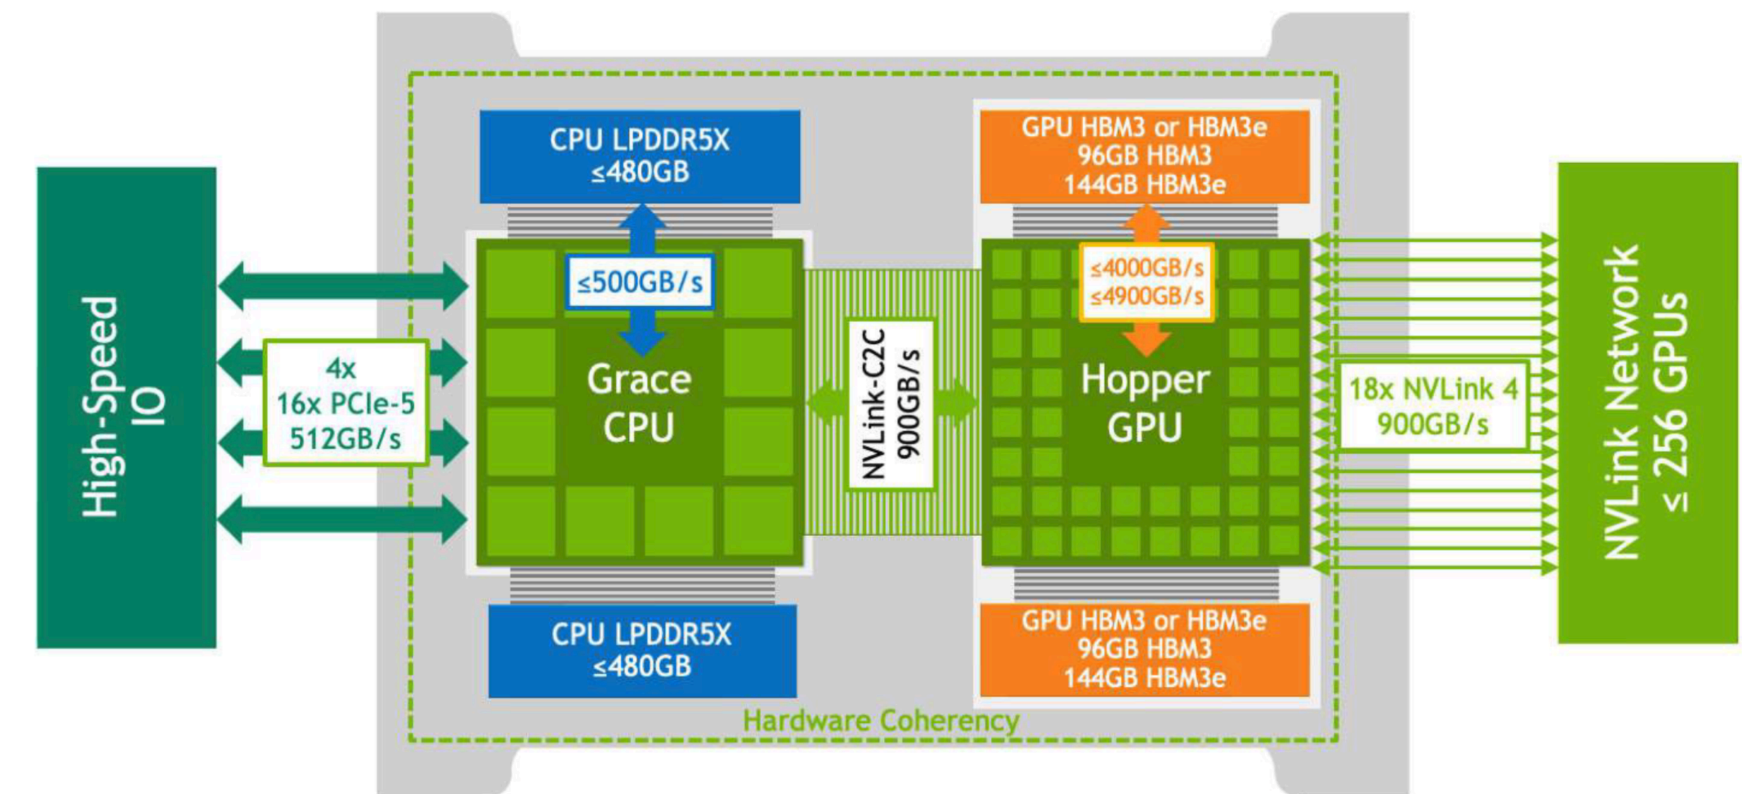 High-Speed
IO
4x
16x PCIe-5
512GB/s
CPU LPDDR5X
≤480GB
≤500GB/s
Grace
CPU
CPU LPDDR5X
≤480GB
NVLink-C2C
900GB/s
GPU HBM3 or HBM3e
96GB HBM3
144GB HBM3e
≤4000GB/s
≤4900GB/s
Hopper
GPU
GPU HBM3 or HBM3e
96GB HBM3
144GB HBM3e
Hardware Coherency
18x NVLink 4
900GB/s
NVLink Network
≤ 256 GPUs